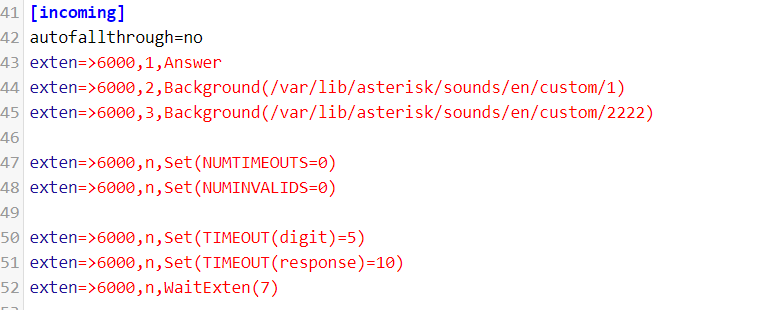 41 [incoming]
42 autofallthrough=no
43 exten=>6000,1,Answer
44 exten=>6000,2,Background(/var/lib/asterisk/sounds/en/custom/1)
45 exten=>6000,3,Background(/var/lib/asterisk/sounds/en/custom/2222)
46
47 exten=>6000,n,Set(NUMTIMEOUTS=0)
48 exten=>6000,n,Set(NUMINVALIDS=0)
49
50 exten=>6000,n,Set(TIMEOUT(digit)=5)
51 exten=>6000,n,Set(TIMEOUT(response)=10)
52 exten=>6000,n,WaitExten(7)